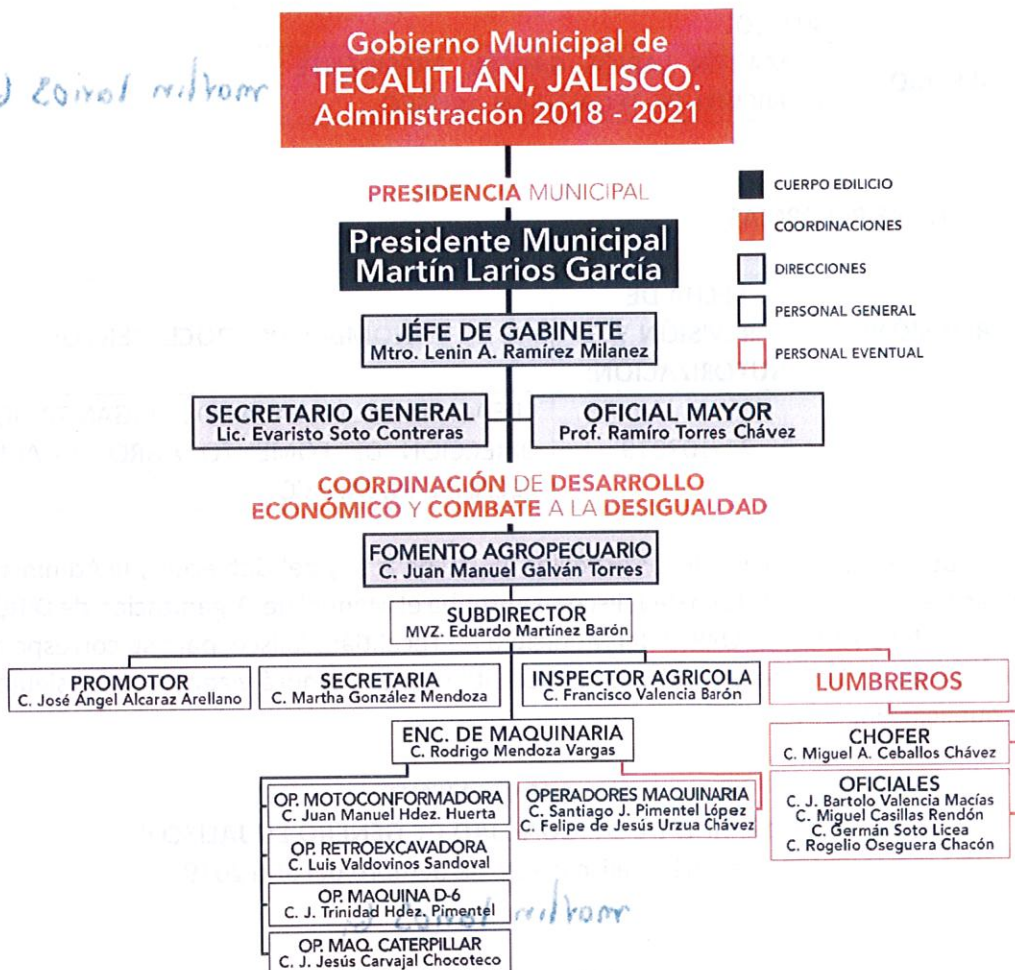 Gobierno Municipal de
TECALITLÁN, JALISCO.
Administración 2018 - 2021
martin larios G
PRESIDENCIA MUNICIPAL
CUERPO EDILICIO
COORDINACIONES
DIRECCIONES
PERSONAL GENERAL
PERSONAL EVENTUAL
Presidente Municipal
Martín Larios García
JÉFE DE GABINETE
Mtro. Lenin A. Ramírez Milanez
SECRETARIO GENERAL
Lic. Evaristo Soto Contreras
OFICIAL MAYOR
Prof. Ramíro Torres Chávez
COORDINACIÓN DE DESARROLLO
ECONÓMICO Y COMBATE A LA DESIGUALDAD
FOMENTO AGROPECUARIO
C. Juan Manuel Galván Torres
SUBDIRECTOR
MVZ. Eduardo Martínez Barón
PROMOTOR
C. José Ángel Alcaraz Arellano
SECRETARIA
C. Martha González Mendoza
INSPECTOR AGRICOLA
C. Francisco Valencia Barón
LUMBREROS
ENC. DE MAQUINARIA
C. Rodrigo Mendoza Vargas
CHOFER
C. Miguel A. Ceballos Chávez
OFICIALES
C. J. Bartolo Valencia Macías
C. Miguel Casillas Rendón
C. Germán Soto Licea
C. Rogelio Oseguera Chacón
OP. MOTOCONFORMADORA
C. Juan Manuel Hdez. Huerta
OPERADORES MAQUINARIA
C. Santiago J. Pimentel López
C. Felipe de Jesús Urzua Chávez
OP. RETROEXCAVADORA
C. Luis Valdovinos Sandoval
OP. MAQUINA D-6
C. J. Trinidad Hdez. Pimentel
OP. MAQ. CATERPILLAR
C. J. Jesús Carvajal Chocoteco
martin larios G